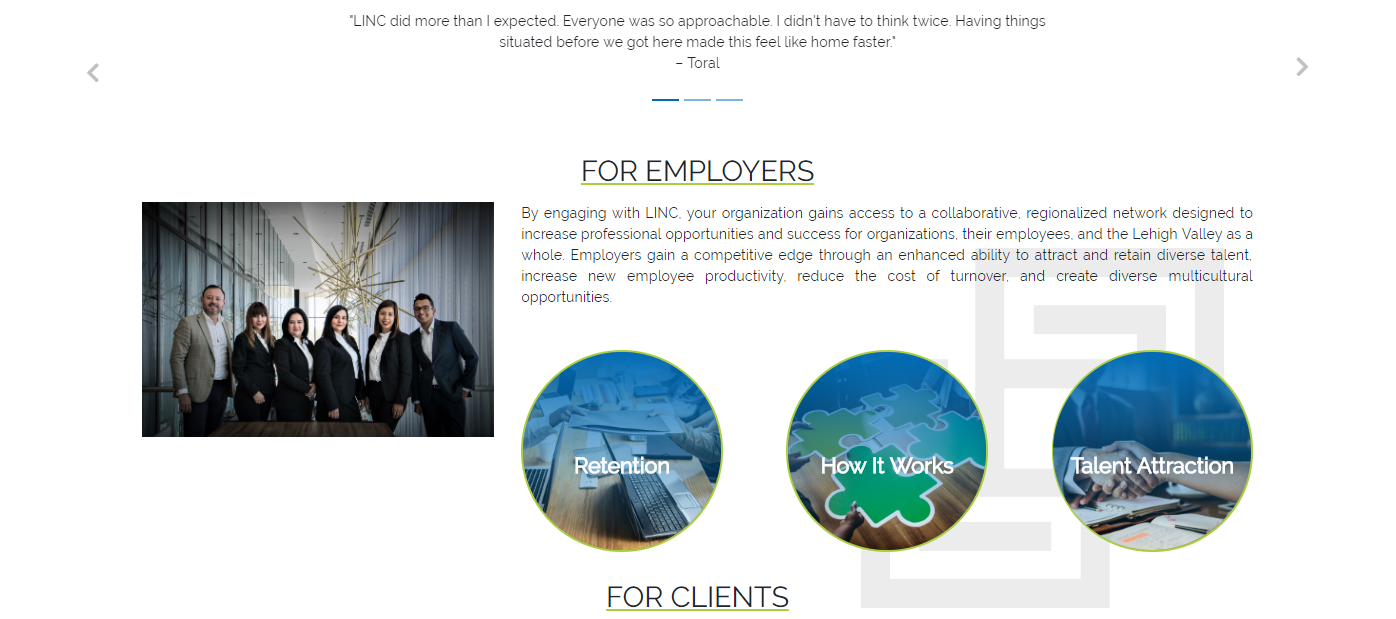 "LINC did more than I expected. Everyone was so approachable. I didn't have to think twice. Having things
situated before we got here made this feel like home faster."
– Toral
FOR EMPLOYERS
By engaging with LINC, your organization gains access to a collaborative, regionalized network designed to
increase professional opportunities and success for organizations, their employees, and the Lehigh Valley as a
whole. Employers gain a competitive edge through an enhanced ability to attract and retain diverse talent,
increase new employee productivity, reduce the cost of turnover, and create diverse multicultural
opportunities.
Retention
How It Works
Talent Attraction
FOR CLIENTS